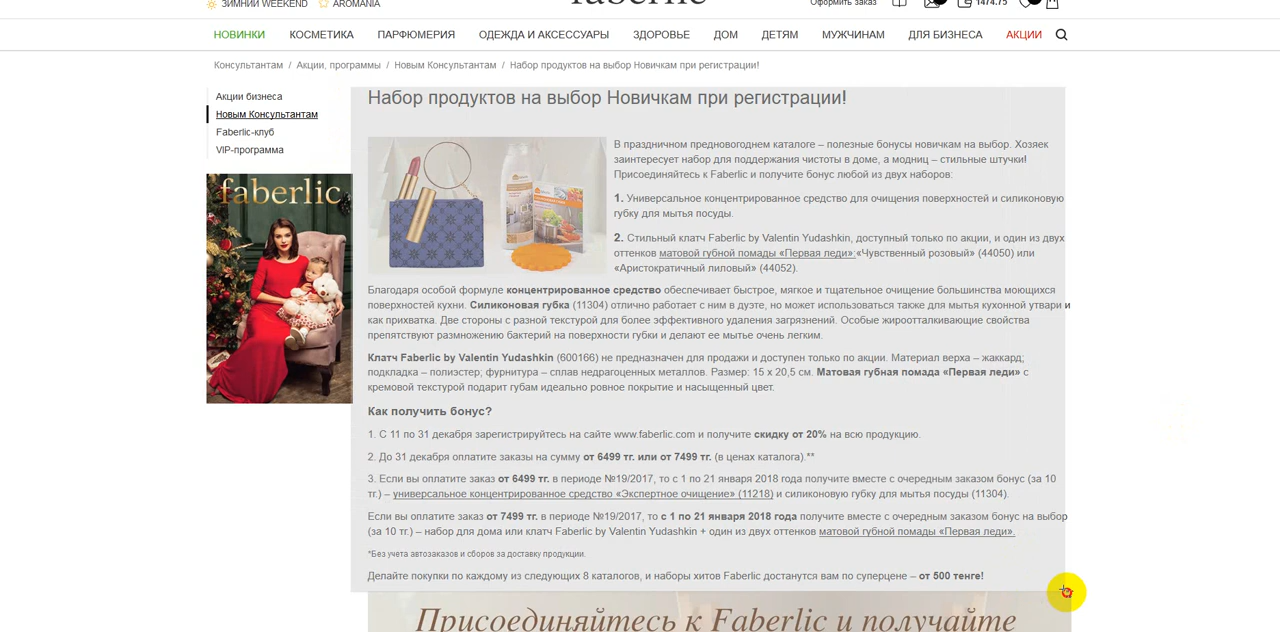 ЗИМНИЙ WEEKEND
AROMANIA
faberlic
Оформить заказ
1474.75
НОВИНКИ КОСМЕТИКА ПАРФЮМЕРИЯ ОДЕЖДА И АКСЕССУАРЫ ЗДОРОВЬЕ ДОМ ДЕТЯМ МУЖЧИНАМ ДЛЯ БИЗНЕСА АКЦИИ
Консультантам / Акции, программы / Новым Консультантам / Набор продуктов на выбор Новичкам при регистрации!
Акции бизнеса
Новым Консультантам
Faberlic-клуб
VIP-программа
faberlic
Набор продуктов на выбор Новичкам при регистрации!
В праздничном предновогоднем каталоге – полезные бонусы новичкам на выбор. Хозяек
заинтересует набор для поддержания чистоты в доме, а модниц – стильные штучки!
Присоединяйтесь к Faberlic и получите бонус любой из двух наборов:
1. Универсальное концентрированное средство для очищения поверхностей и силиконовую
губку для мытья посуды.
2. Стильный клатч Faberlic by Valentin Yudashkin, доступный только по акции, и один из двух
оттенков матовой губной помады «Первая леди»:«Чувственный розовый» (44050) или
«Аристократичный лиловый» (44052).
Благодаря особой формуле концентрированное средство обеспечивает быстрое, мягкое и тщательное очищение большинства моющихся
поверхностей кухни. Силиконовая губка (11304) отлично работает с ним в дуэте, но может использоваться также для мытья кухонной утвари и
как прихватка. Две стороны с разной текстурой для более эффективного удаления загрязнений. Особые жироотталкивающие свойства
препятствуют размножению бактерий на поверхности губки и делают ее мытье очень легким.
Клатч Faberlic by Valentin Yudashkin (600166) не предназначен для продажи и доступен только по акции. Материал верха – жаккард;
подкладка – полиэстер; фурнитура – сплав недрагоценных металлов. Размер: 15 х 20,5 см. Матовая губная помада «Первая леди» с
кремовой текстурой подарит губам идеально ровное покрытие и насыщенный цвет.
Как получить бонус?
1. С 11 по 31 декабря зарегистрируйтесь на сайте www.faberlic.com и получите скидку от 20% на всю продукцию.
2. До 31 декабря оплатите заказы на сумму от 6499 тг. или от 7499 тг. (в ценах каталога).**
3. Если вы оплатите заказ от 6499 тг. в периоде №19/2017, то с 1 по 21 января 2018 года получите вместе с очередным заказом бонус (за 10
тг.) – универсальное концентрированное средство «Экспертное очищение» (11218) и силиконовую губку для мытья посуды (11304).
Если вы оплатите заказ от 7499 тг. в периоде №19/2017, то с 1 по 21 января 2018 года получите вместе с очередным заказом бонус на выбор
(за 10 тг.) – набор для дома или клатч Faberlic by Valentin Yudashkin + один из двух оттенков матовой губной помады «Первая леди».
*Без учета автозаказов и сборов за доставку продукции.
Делайте покупки по каждому из следующих 8 каталогов, и наборы хитов Faberlic достанутся вам по суперцене – от 500 тенге!
Присоединяйтесь к Faberlic и получайте